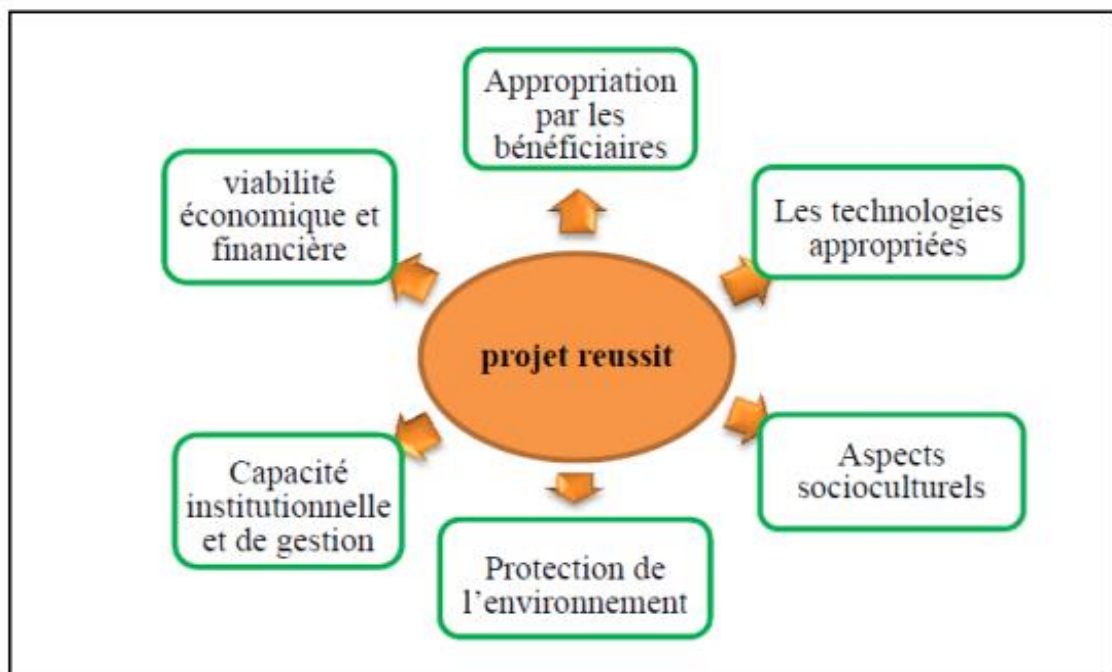 Appropriation
par les
bénéficiaires
viabilité
économique et
financière
Les technologies
appropriées
projet reussit
Capacité
institutionnelle
et de gestion
Aspects
socioculturels
Protection de
l’environnement